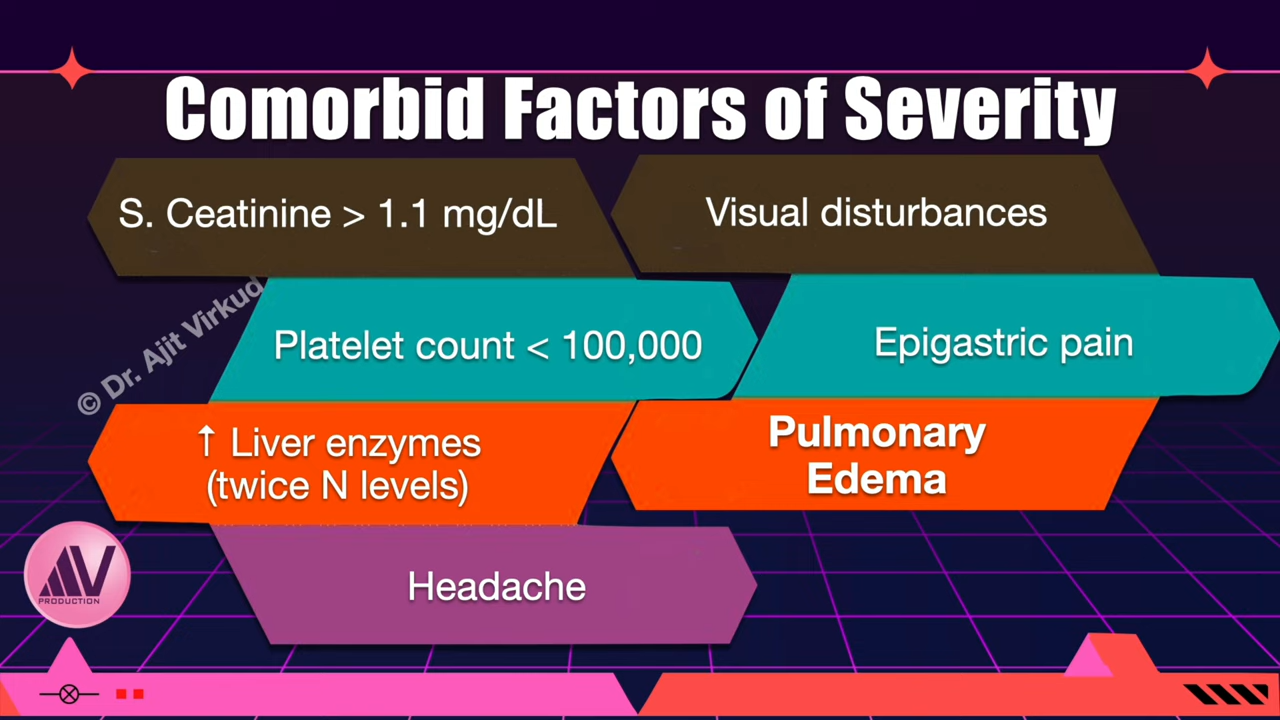 Comorbid Factors of Severity
S. Ceatinine > 1.1 mg/dL
Visual disturbances
Platelet count < 100,000
Epigastric pain
↑ Liver enzymes
(twice N levels)
Pulmonary
Edema
Headache
© Dr. Ajit Virkud
AV
PRODUCTION